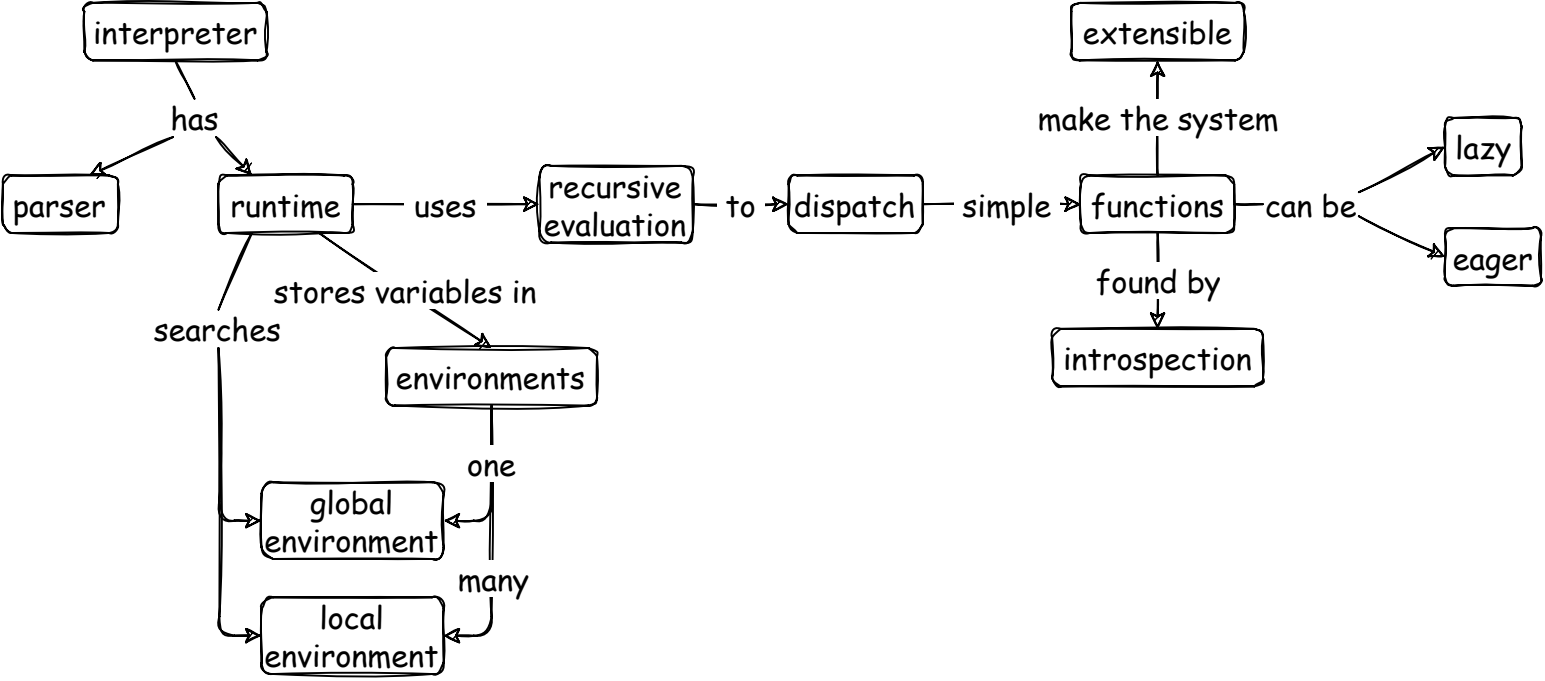 interpreter
extensible
has
make the system
lazy
parser
runtime
uses
recursive
evaluation
to
dispatch
simple
functions
can be
eager
stores variables in
found by
searches
environments
introspection
one
global
environment
many
local
environment